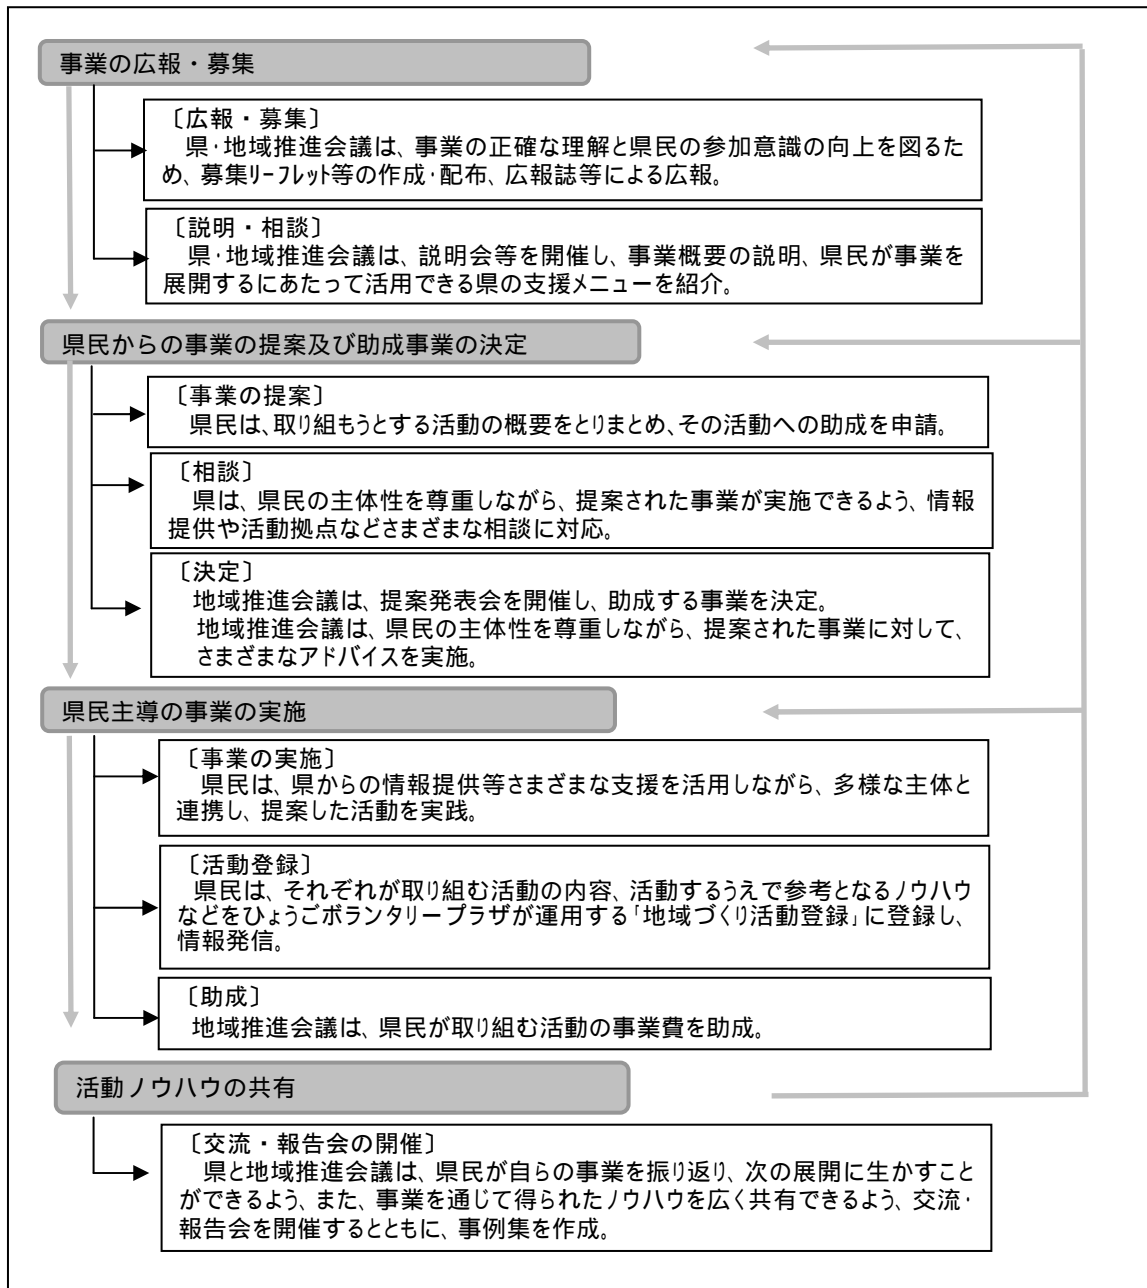 事業の広報・募集
〔広報・募集〕
県・地域推進会議は、事業の正確な理解と県民の参加意識の向上を図るた
め、募集ﾘｰﾌﾚｯﾄ等の作成・配布、広報誌等による広報。
〔説明・相談〕
県・地域推進会議は、説明会等を開催し、事業概要の説明、県民が事業を
展開するにあたって活用できる県の支援メニューを紹介。
県民からの事業の提案及び助成事業の決定
〔事業の提案〕
県民は、取り組もうとする活動の概要をとりまとめ、その活動への助成を申請。
〔相談〕
県は、県民の主体性を尊重しながら、提案された事業が実施できるよう、情報
提供や活動拠点などさまざまな相談に対応。
〔決定〕
地域推進会議は、提案発表会を開催し、助成する事業を決定。
地域推進会議は、県民の主体性を尊重しながら、提案された事業に対して、
さまざまなアドバイスを実施。
県民主導の事業の実施
〔事業の実施〕
県民は、県からの情報提供等さまざまな支援を活用しながら、多様な主体と
連携し、提案した活動を実践。
〔活動登録〕
県民は、それぞれが取り組む活動の内容、活動するうえで参考となるノウハウ
などをひょうごボランタリープラザが運用する「地域づくり活動登録」に登録し、
情報発信。
〔助成〕
地域推進会議は、県民が取り組む活動の事業費を助成。
活動ノウハウの共有
〔交流・報告会の開催〕
県と地域推進会議は、県民が自らの事業を振り返り、次の展開に生かすこと
ができるよう、また、事業を通じて得られたノウハウを広く共有できるよう、交流・
報告会を開催するとともに、事例集を作成。